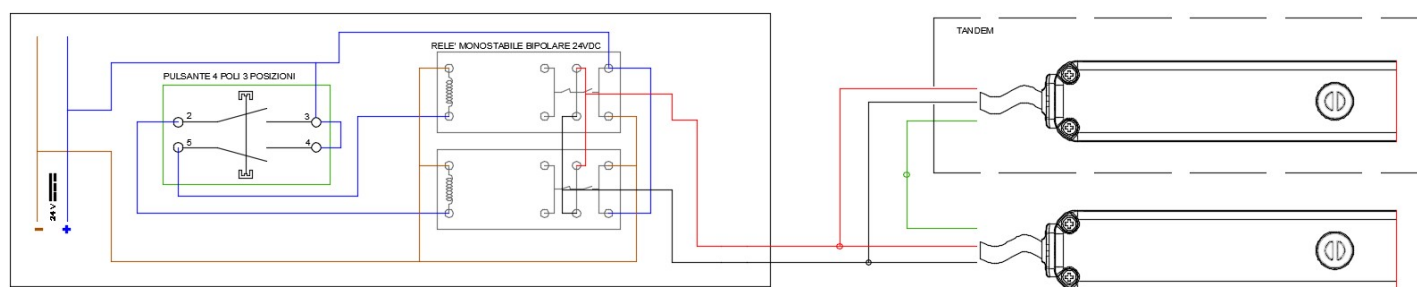 RELE' MONOSTABILE BIPOLARE 24VDC
TANDEM
PULSANTE 4 POLI 3 POSIZIONI
2
3
5
4
24 V
- +